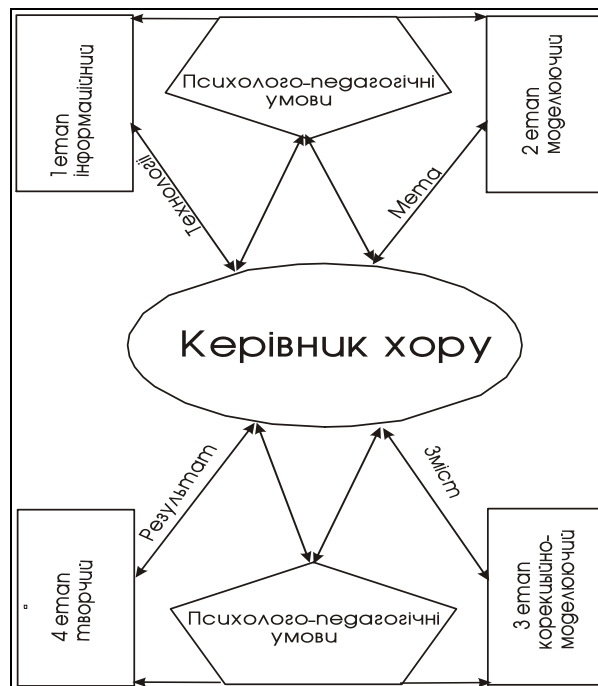 1 етап
інформаційний
Психолого-педагогічні
умови
2 етап
моделюючий
Технології
Мета
Керівник хору
Результат
Зміст
4 етап
творчий
Психолого-педагогічні
умови
3 етап
корекцыйно-
моделюючий